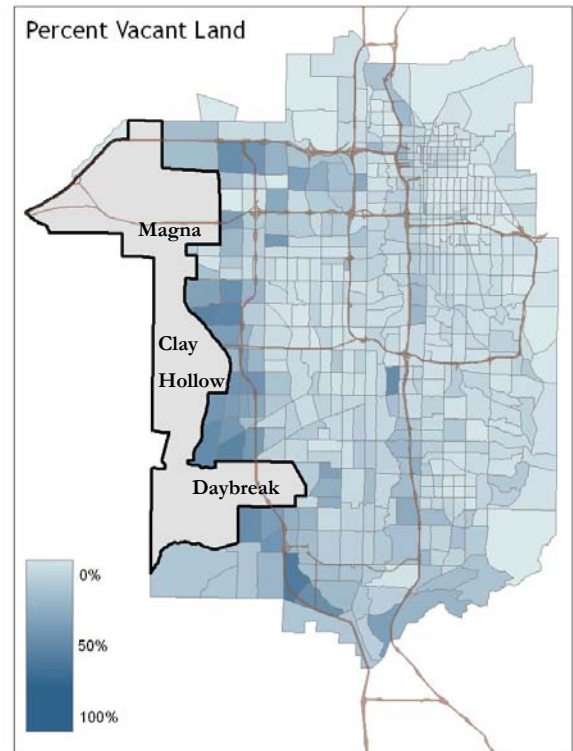 Percent Vacant Land
Magna
Clay
Hollow
Daybreak
0%
50%
100%